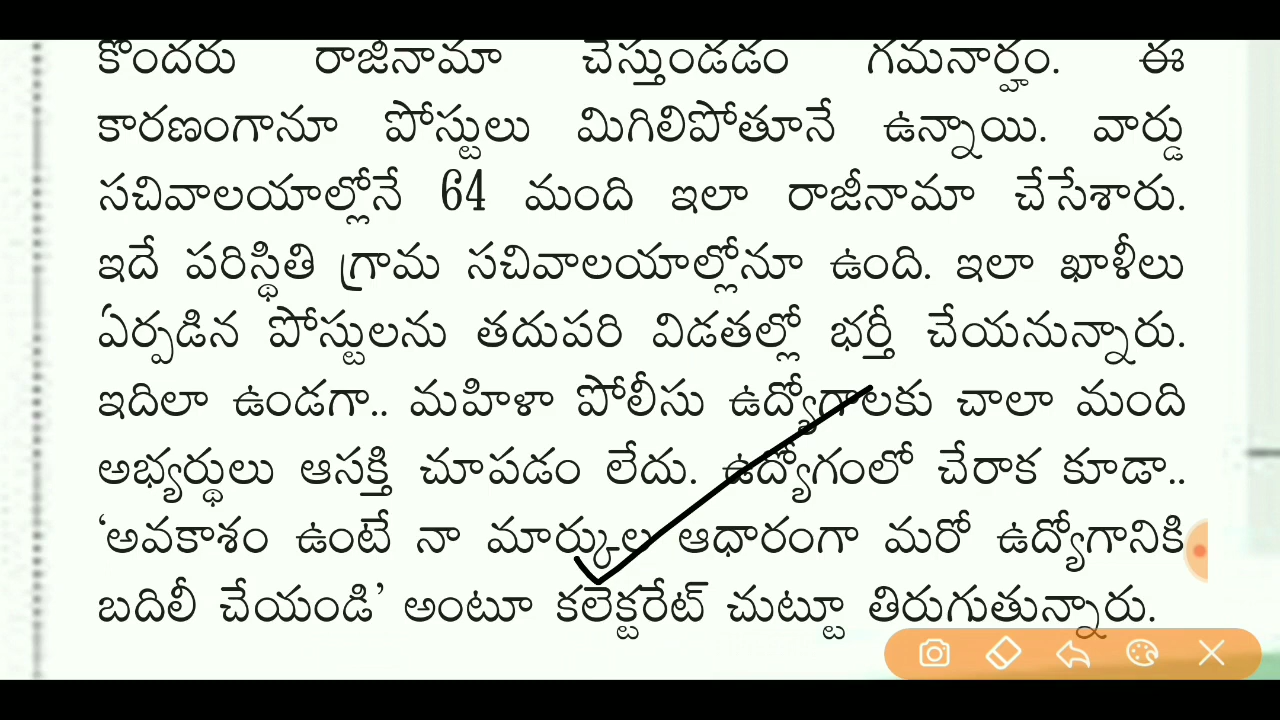 కొందరు రాజీనామా చేస్తుండడం గమనార్హం. ఈ
కారణంగానూ పోస్టులు మిగిలిపోతూనే ఉన్నాయి. వార్డు
సచివాలయాల్లోనే 64 మంది ఇలా రాజీనామా చేసేశారు.
ఇదే పరిస్థితి గ్రామ సచివాలయాల్లోనూ ఉంది. ఇలా ఖాళీలు
ఏర్పడిన పోస్టులను తదుపరి విడతల్లో భర్తీ చేయనున్నారు.
ఇదిలా ఉండగా.. మహిళా పోలీసు ఉద్యోగాలకు చాలా మంది
అభ్యర్థులు ఆసక్తి చూపడం లేదు. ఉద్యోగంలో చేరాక కూడా..
‘అవకాశం ఉంటే నా మార్కుల ఆధారంగా మరో ఉద్యోగానికి
బదిలీ చేయండి’ అంటూ కలెక్టరేట్ చుట్టూ తిరుగుతున్నారు.